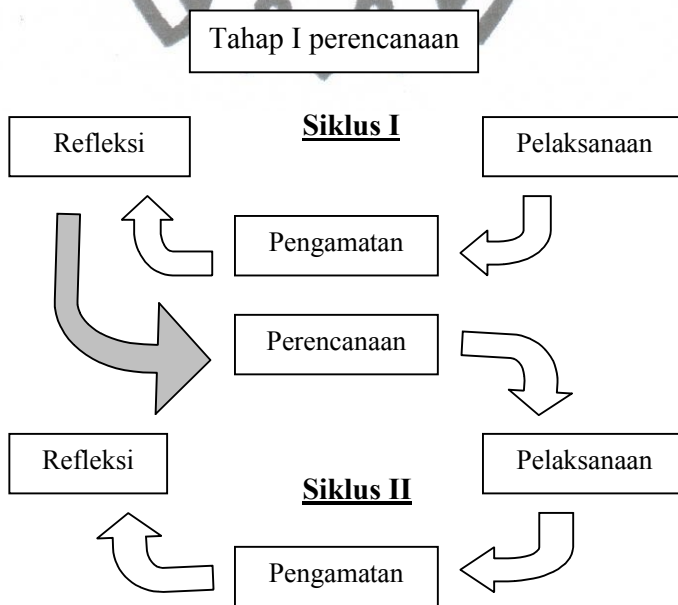 Tahap I perencanaan
Siklus I
Refleksi
Pelaksanaan
Pengamatan
Perencanaan
Refleksi
Pelaksanaan
Siklus II
Pengamatan